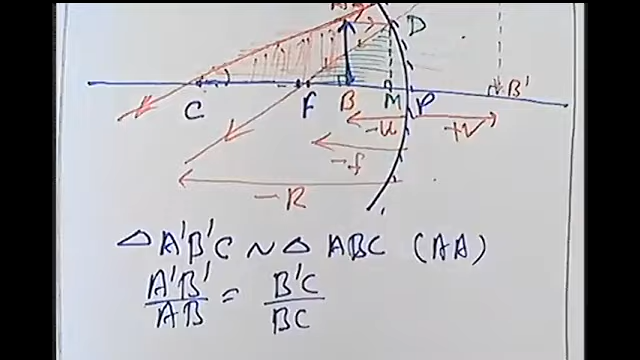 D
C F B M P B'
-u +v
-f
-R
△ A'B'C ~ △ ABC (AA)
A'B'/AB = B'C/BC